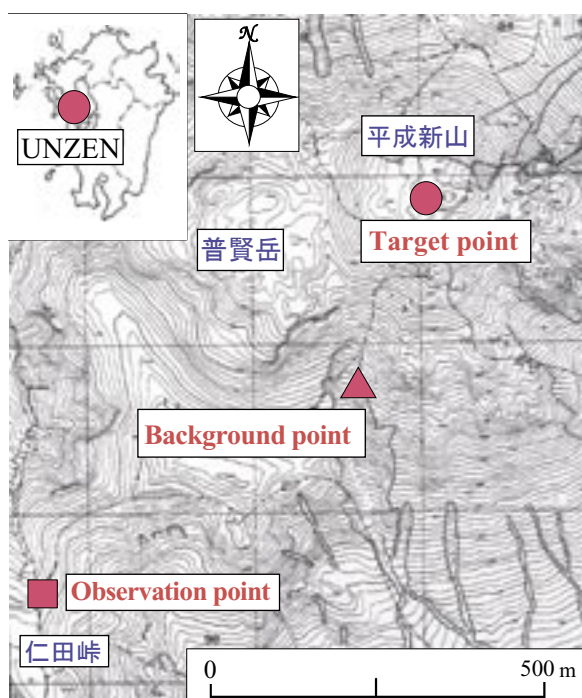 N
UNZEN
平成新山
Target point
普賢岳
Background point
Observation point
仁田峠
0 500 m